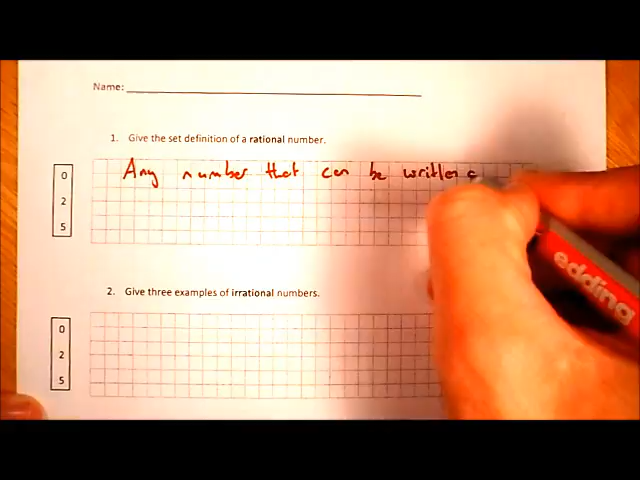 Name:
1. Give the set definition of a rational number.
0
2
5
Any number that can be written a
2. Give three examples of irrational numbers.
0
2
5
edding